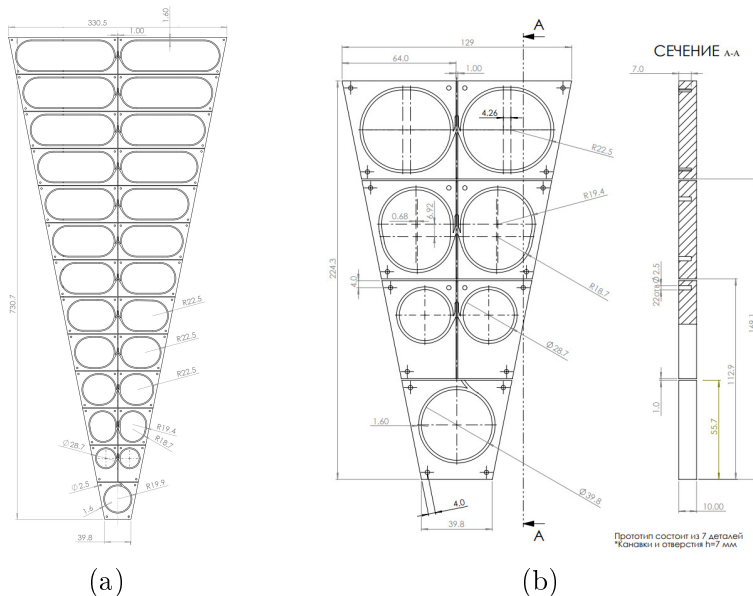 330.5
1.60
1.00
730.7
R22.5
R22.5
R22.5
R19.4
R18.7
∅28.7
∅2.5
R19.9
1.6
39.8
(a)
A
129
64.0
1.00
4.26
R22.5
R19.4
0.68
6.92
224.3
4.0
R18.7
∅28.7
1.60
∅39.8
4.0
39.8
A
(b)
СЕЧЕНИЕ А-А
7.0
22отв∅2.5
169.1
112.9
1.0
55.7
10.00
Прототип состоит из 7 деталей
*Канавки и отверстия h=7 мм